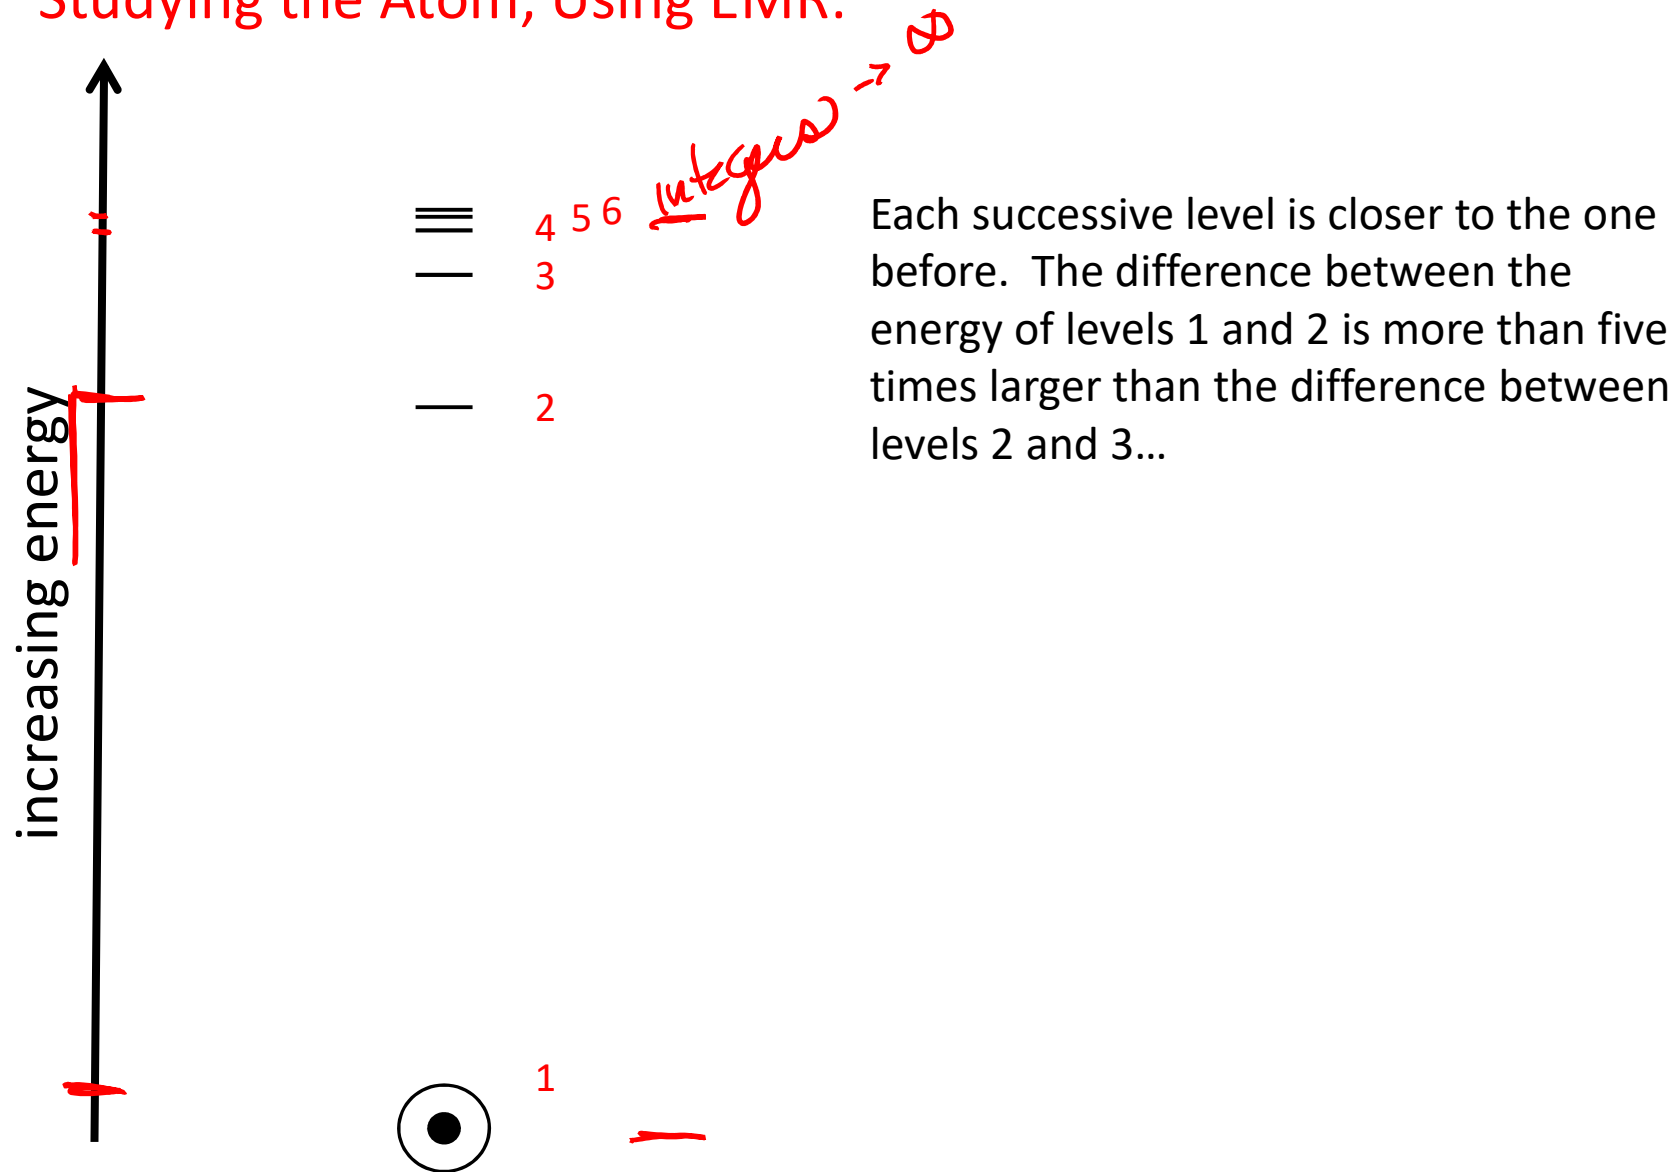 Studying the Atom, Using EMR.
∞
integers →
4 5 6
3
2
1
increasing energy
Each successive level is closer to the one
before. The difference between the
energy of levels 1 and 2 is more than five
times larger than the difference between
levels 2 and 3…